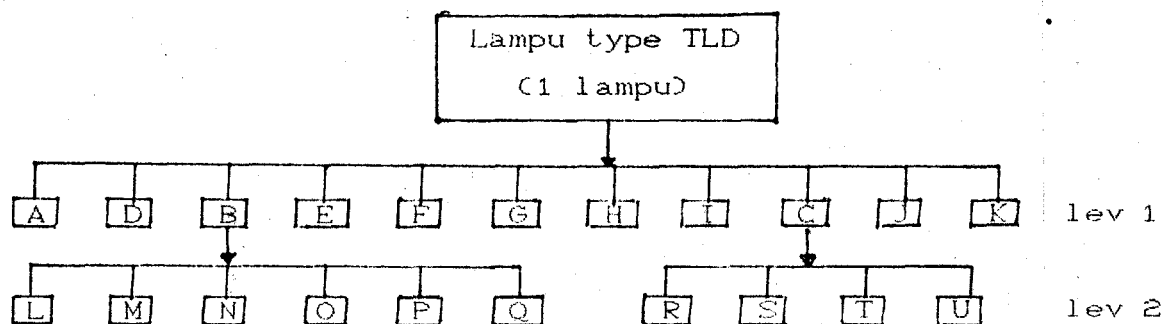 Lampu type TLD
(1 lampu)
A D B E F G H I C J K lev 1
L M N O P Q R S T U lev 2